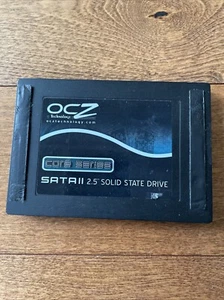 OCZ
Technology
ocztechnology.com
core series
SATA II 2.5" SOLID STATE DRIVE